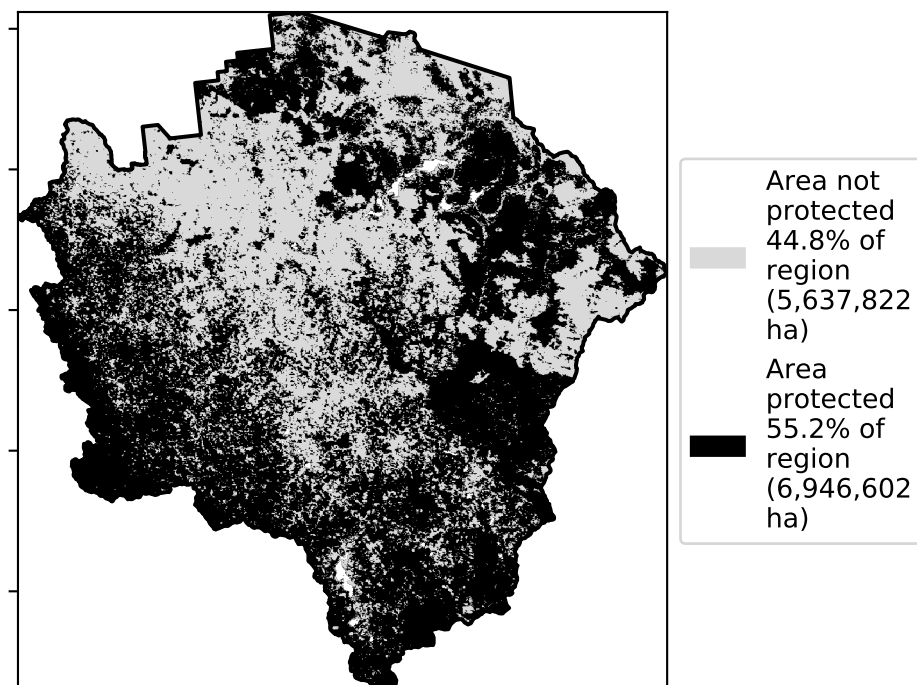 Area not
protected
44.8% of
region
(5,637,822
ha)
Area
protected
55.2% of
region
(6,946,602
ha)